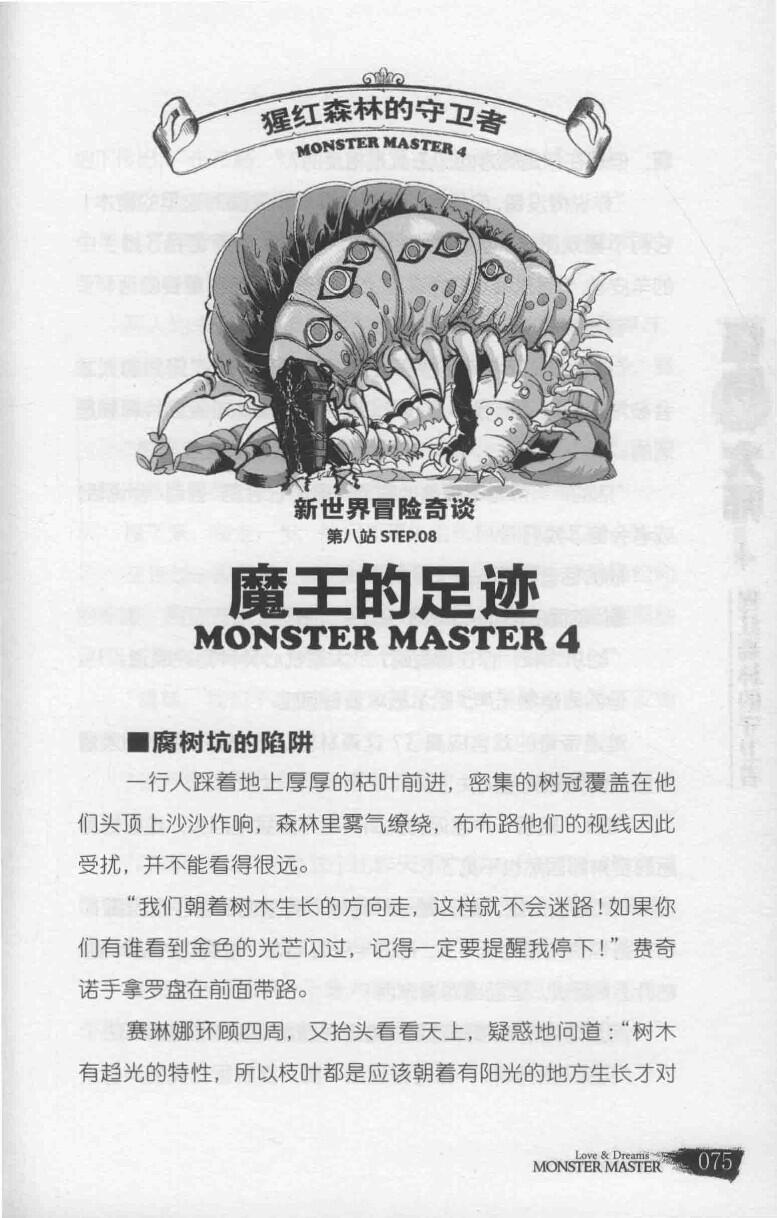 猩红森林的守卫者
MONSTER MASTER 4
新世界冒险奇谈
第八站 STEP.08
魔王的足迹
MONSTER MASTER 4
■腐树坑的陷阱
一行人踩着地上厚厚的枯叶前进，密集的树冠覆盖在他
们头顶上沙沙作响，森林里雾气缭绕，布布路他们的视线因此
受扰，并不能看得很远。
“我们朝着树木生长的方向走，这样就不会迷路！如果你
们有谁看到金色的光芒闪过，记得一定要提醒我停下！”费奇
诺手拿罗盘在前面带路。
赛琳娜环顾四周，又抬头看看天上，疑惑地问道：“树木
有趋光的特性，所以枝叶都是应该朝着有阳光的地方生长才对
Love & Dreams
MONSTER MASTER
075